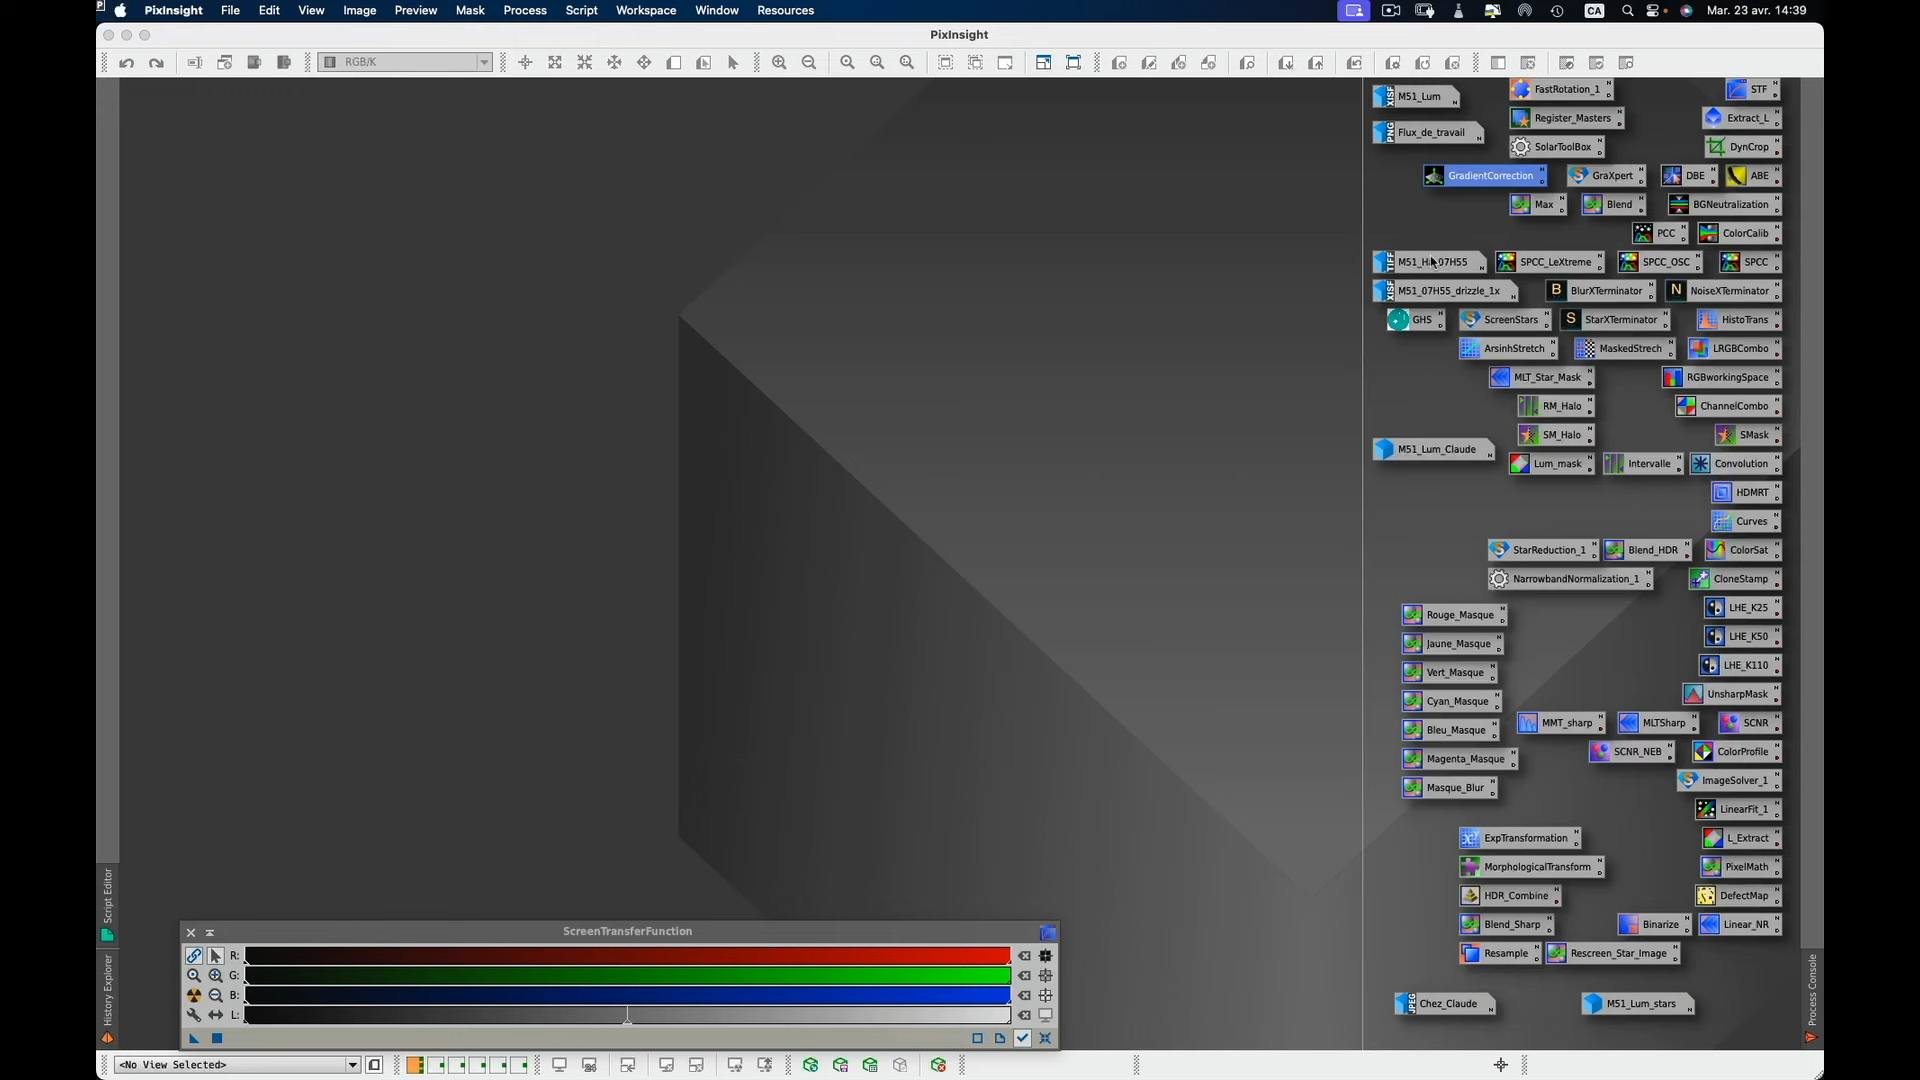 PixInsight File Edit View Image Preview Mask Process Script Workspace Window Resources
CA Mar. 23 avr. 14:39
PixInsight
RGB/K
M51_Lum FastRotation_1 STF
Flux_de_travail Register_Masters Extract_L
SolarToolBox DynCrop
GradientCorrection GraXpert DBE ABE
Max Blend BGNeutralization
PCC ColorCalib
SPCC_LeXtreme SPCC_OSC SPCC
M51_07H55_drizzle_1x BlurXTerminator NoiseXTerminator
GHS ScreenStars StarXTerminator HistoTrans
ArsinhStretch MaskedStrech LRGBCombo
MLT_Star_Mask RGBworkingSpace
RM_Halo ChannelCombo
SM_Halo SMask
M51_Lum_Claude Lum_mask Intervalle Convolution
HDMRT
Curves
StarReduction_1 Blend_HDR ColorSat
NarrowbandNormalization_1 CloneStamp
Rouge_Masque LHE_K25
Jaune_Masque LHE_K50
Vert_Masque LHE_K110
Cyan_Masque UnsharpMask
Bleu_Masque MMT_sharp MLTSharp SCNR
Magenta_Masque SCNR_NEB ColorProfile
Masque_Blur ImageSolver_1
LinearFit_1
ExpTransformation L_Extract
MorphologicalTransform PixelMath
HDR_Combine DefectMap
Blend_Sharp Binarize Linear_NR
Resample Rescreen_Star_Image
Chez_Claude M51_Lum_stars
Script Editor
History Explorer
Process Console
ScreenTransferFunction
R:
G:
B:
L:
<No View Selected>